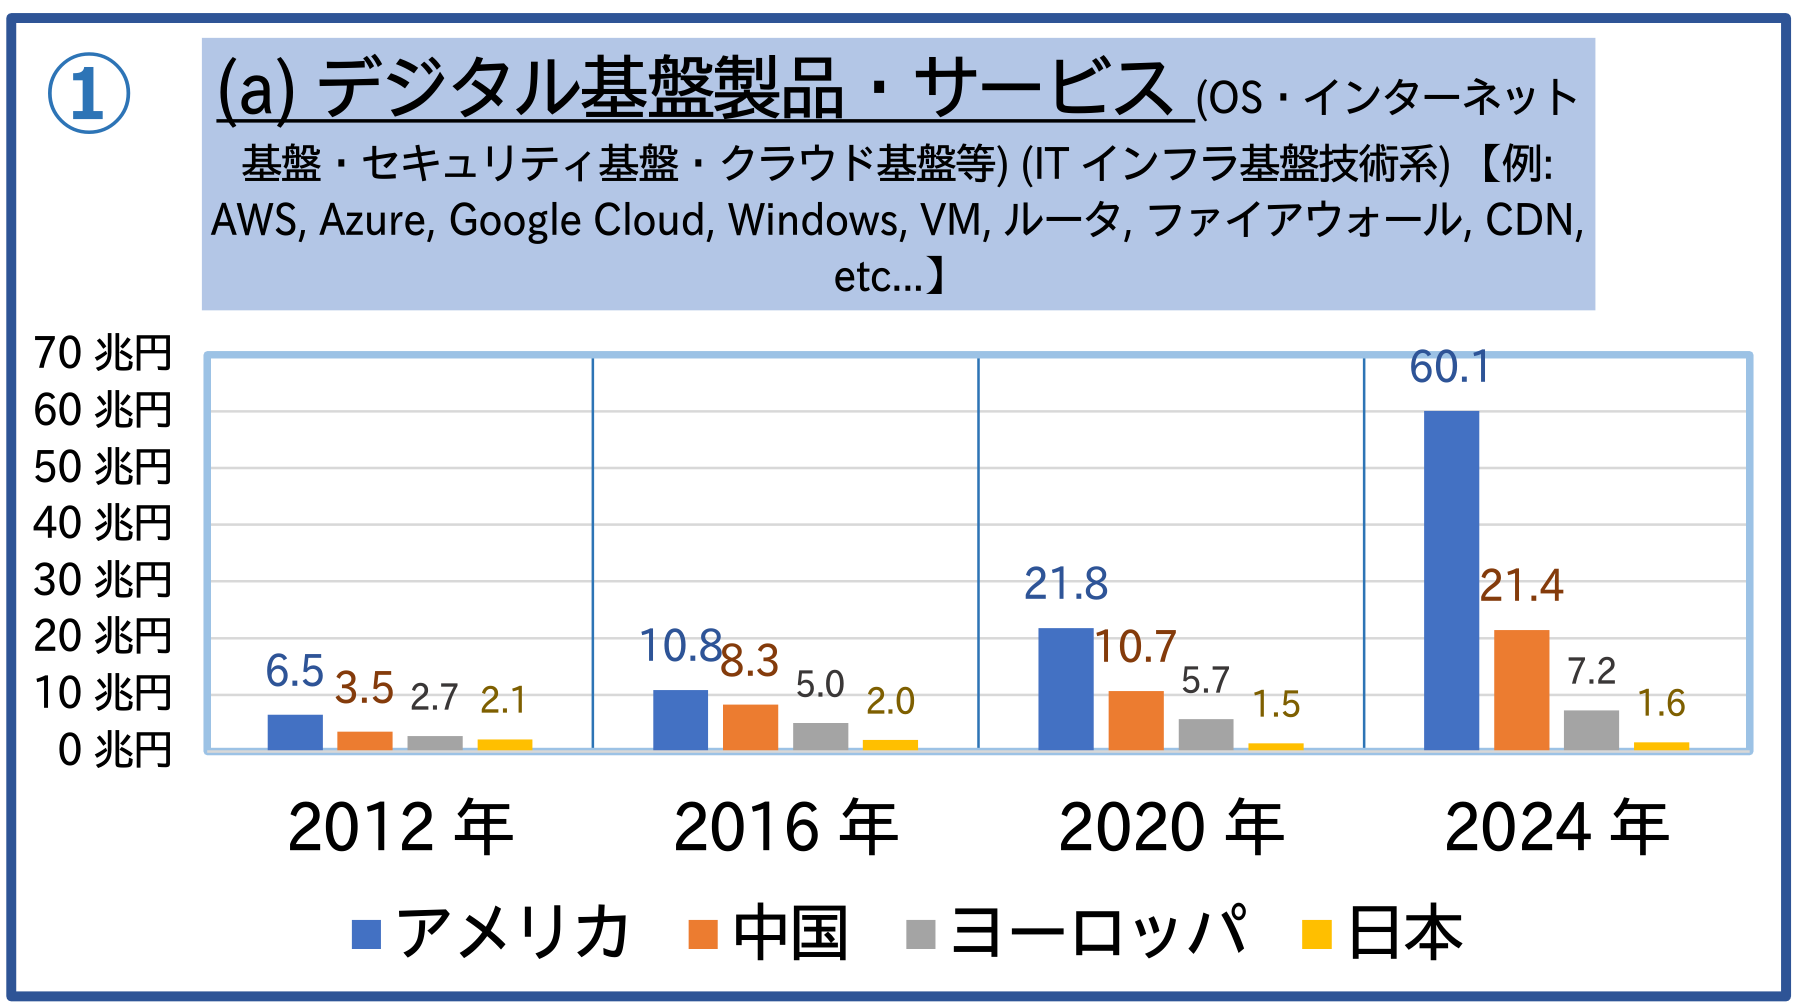 ①
(a) デジタル基盤製品・サービス (OS・インターネット
基盤・セキュリティ基盤・クラウド基盤等) (IT インフラ基盤技術系) 【例:
AWS, Azure, Google Cloud, Windows, VM, ルータ, ファイアウォール, CDN,
etc...】
70 兆円
60 兆円
50 兆円
40 兆円
30 兆円
20 兆円
10 兆円
0 兆円
6.5 3.5 2.7 2.1
10.8 8.3 5.0 2.0
21.8 10.7 5.7 1.5
60.1 21.4 7.2 1.6
2012 年 2016 年 2020 年 2024 年
アメリカ 中国 ヨーロッパ 日本